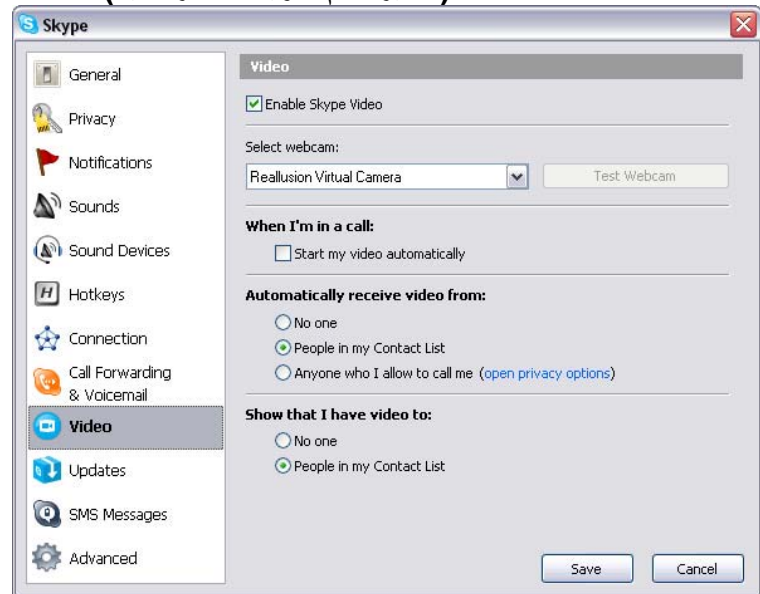 Skype
General
Privacy
Notifications
Sounds
Sound Devices
H Hotkeys
Connection
Call Forwarding
& Voicemail
Video
Updates
SMS Messages
Advanced
Video
Enable Skype Video
Select webcam:
Reallusion Virtual Camera
Test Webcam
When I'm in a call:
Start my video automatically
Automatically receive video from:
No one
People in my Contact List
Anyone who I allow to call me (open privacy options)
Show that I have video to:
No one
People in my Contact List
Save
Cancel